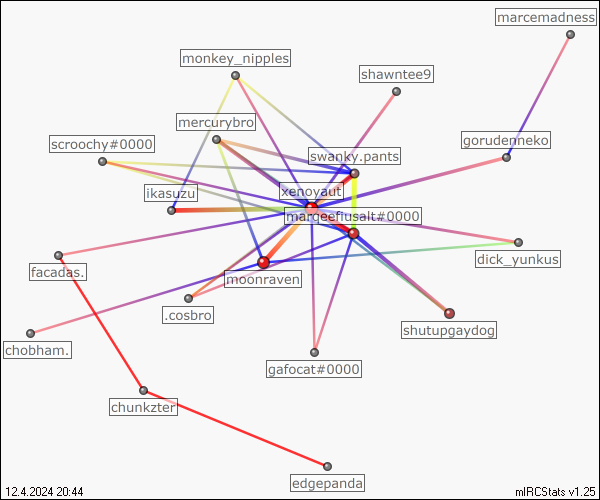 marcemadness
monkey_nipples
shawntee9
mercurybro
scroochy#0000
gorudenneko
swanky.pants
ikasuzu
xenoyaut
marqeefusalt#0000
facadas.
moonraven
dick_yunkus
.cosbro
shutupgaydog
chobham.
gafocat#0000
chunkzter
edgepanda
12.4.2024 20:44
mIRCStats v1.25